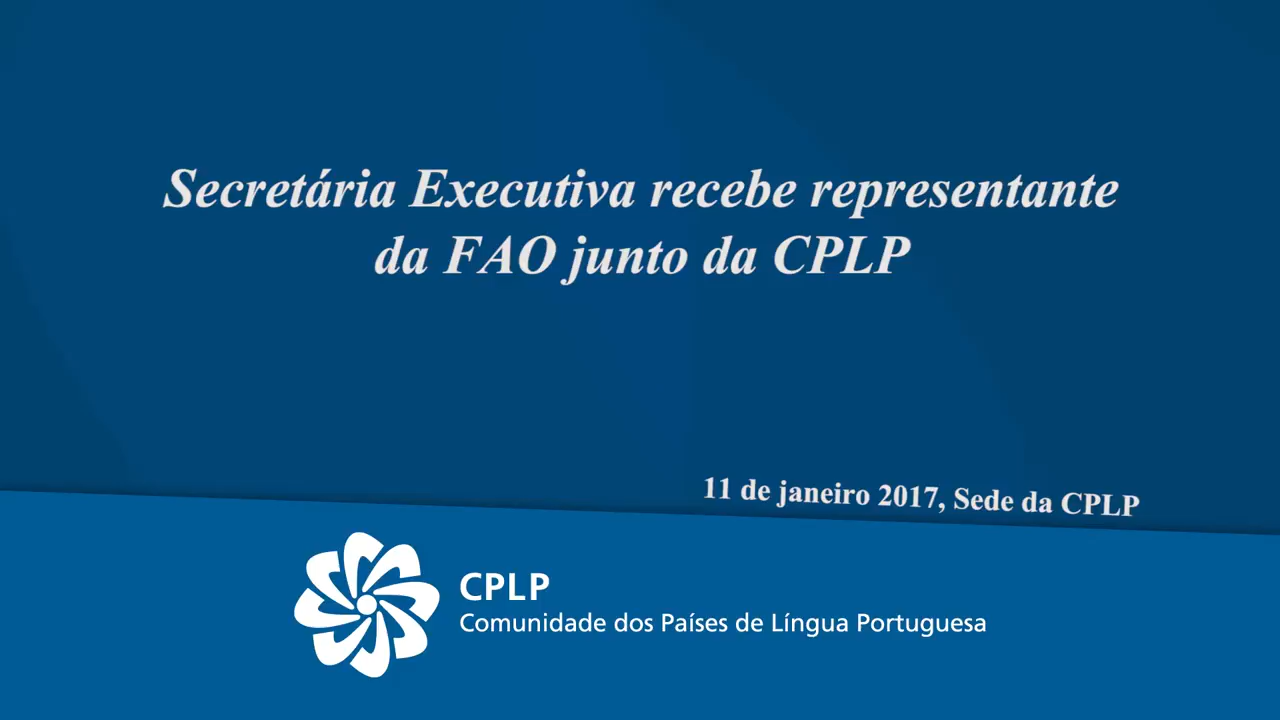 Secretária Executiva recebe representante
da FAO junto da CPLP
11 de janeiro 2017, Sede da CPLP
CPLP
Comunidade dos Países de Língua Portuguesa